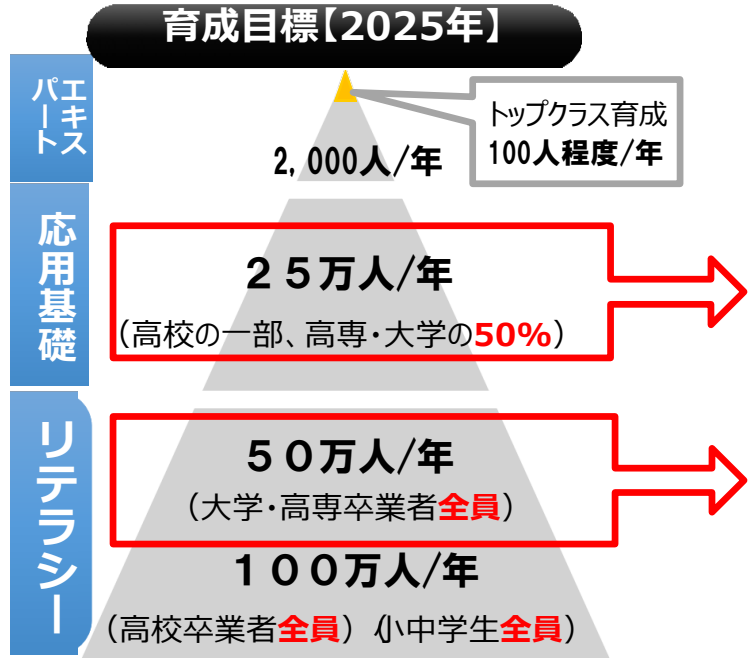 育成目標【2025年】
エキスパート
トップクラス育成
100人程度/年
2,000人/年
応用基礎
２５万人/年
（高校の一部、高専・大学の50%）
リテラシー
５０万人/年
（大学・高専卒業者全員）
１００万人/年
（高校卒業者全員）（小中学生全員）